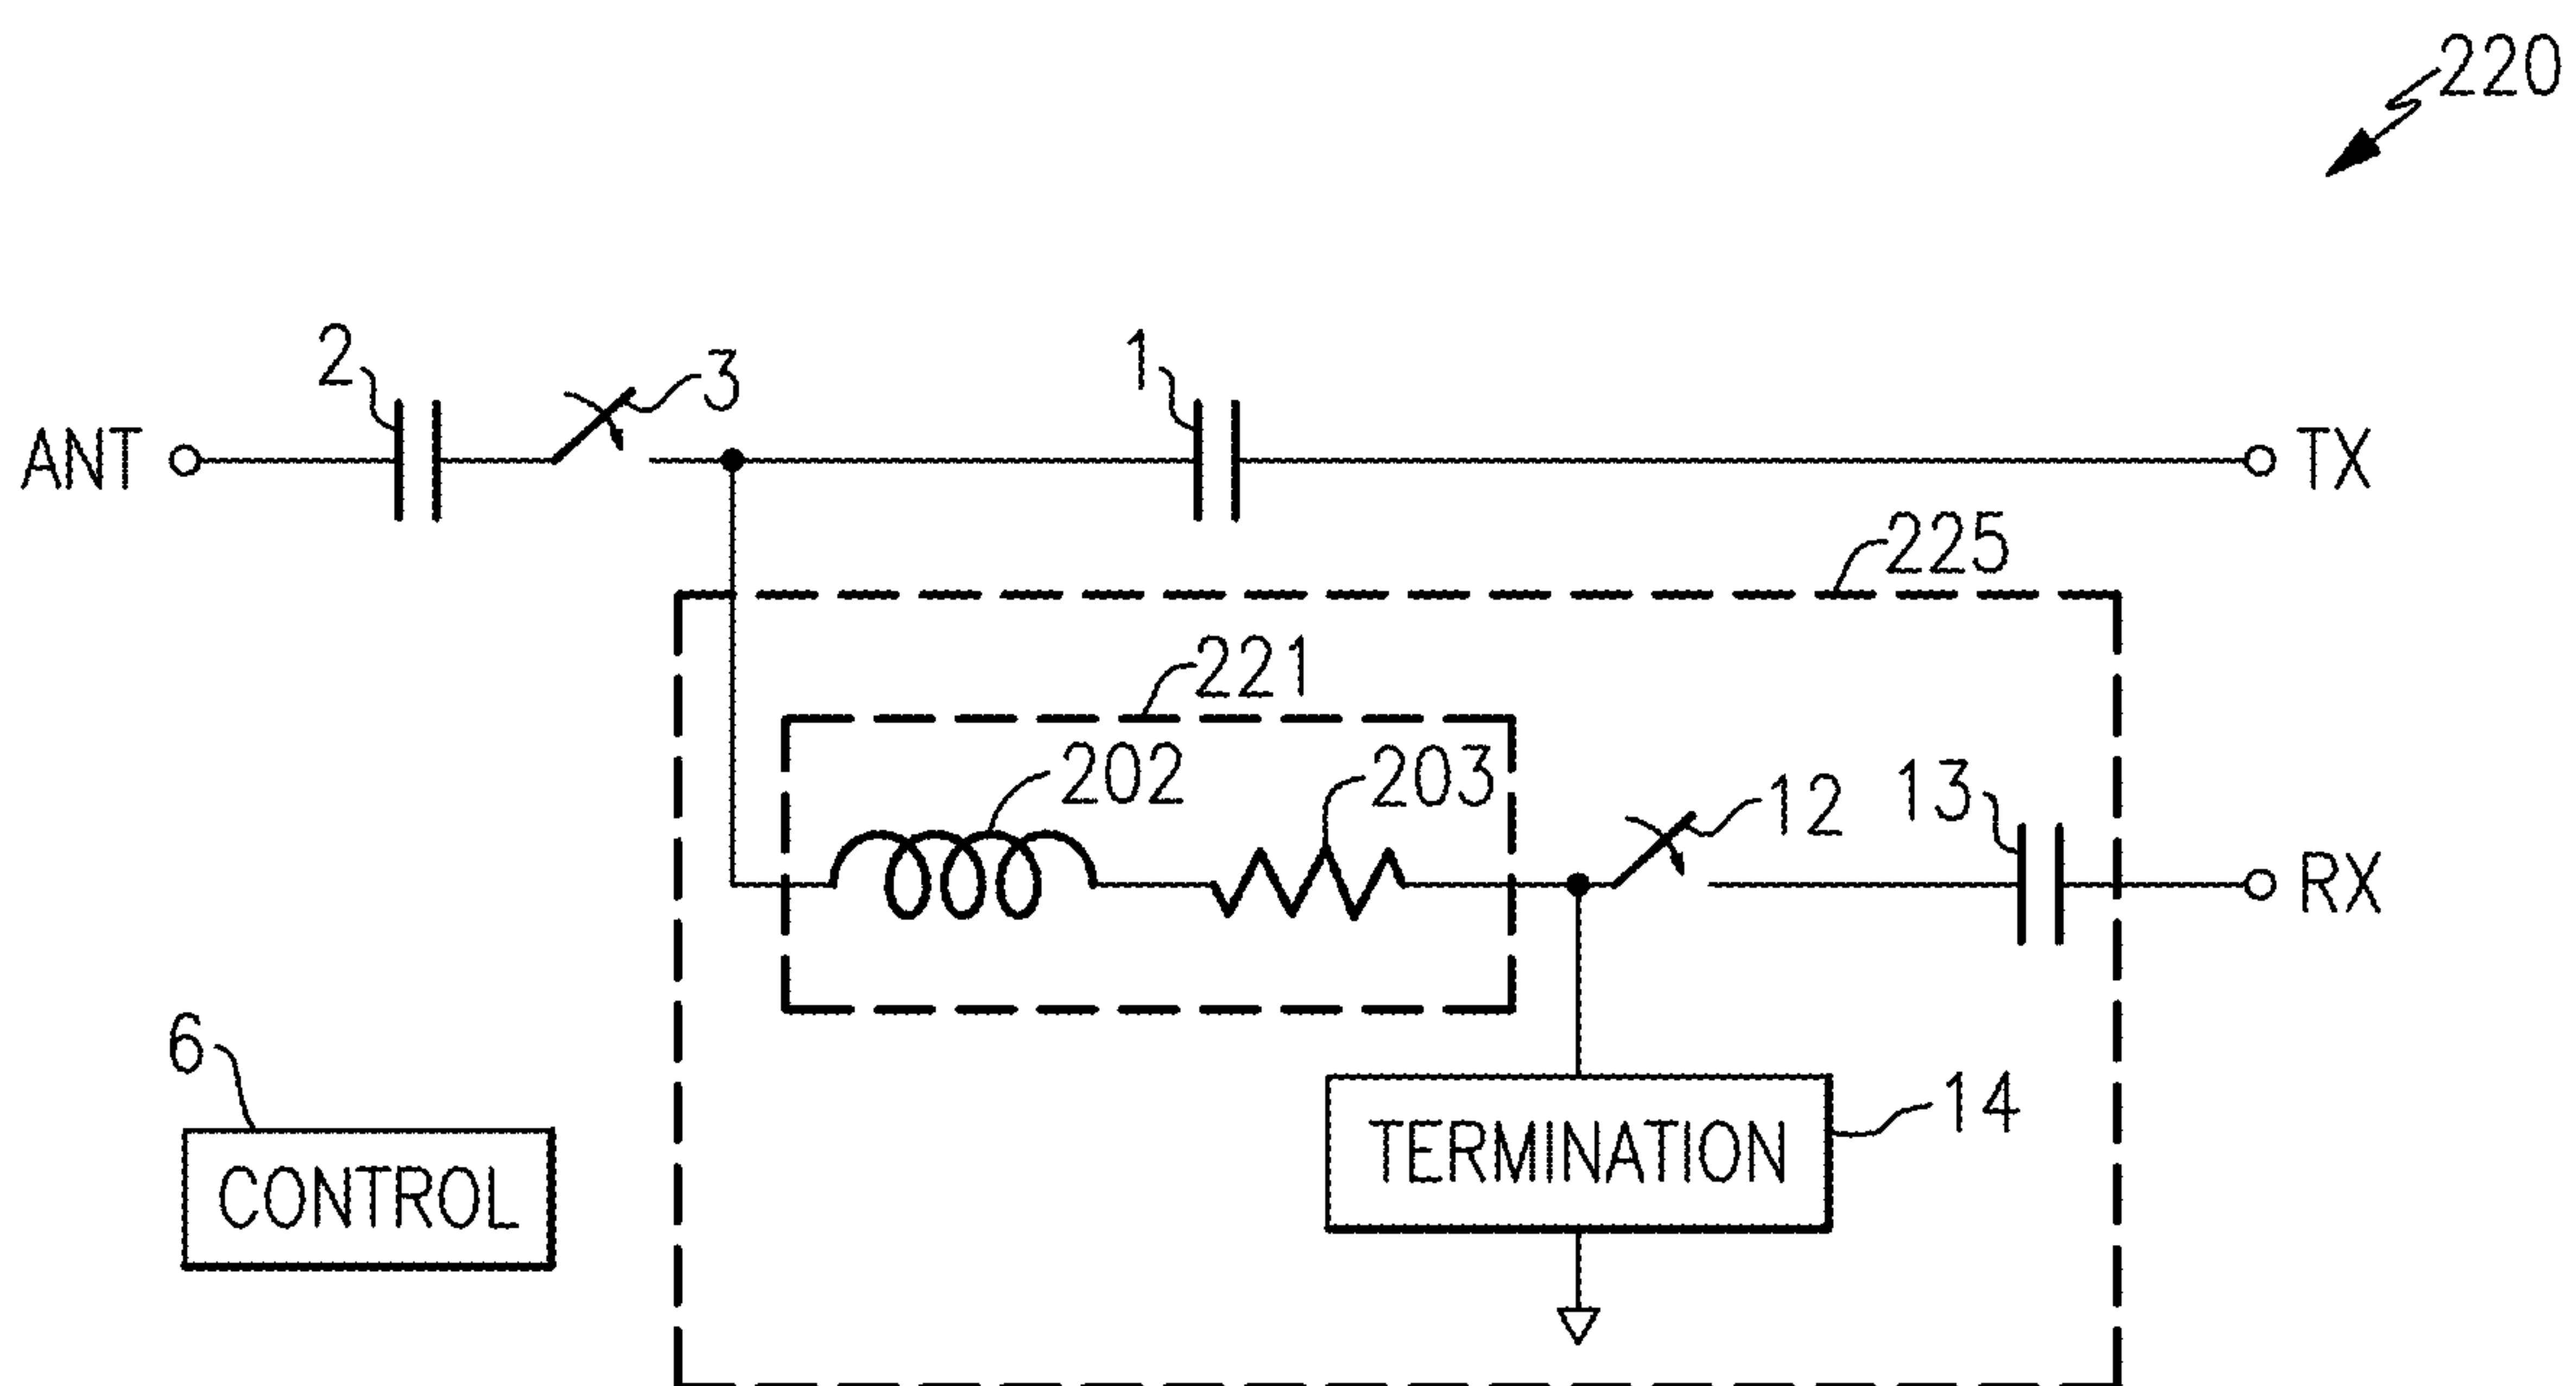 220
2
3
1
ANT
TX
225
221
202
203
12
13
RX
6
CONTROL
TERMINATION
14